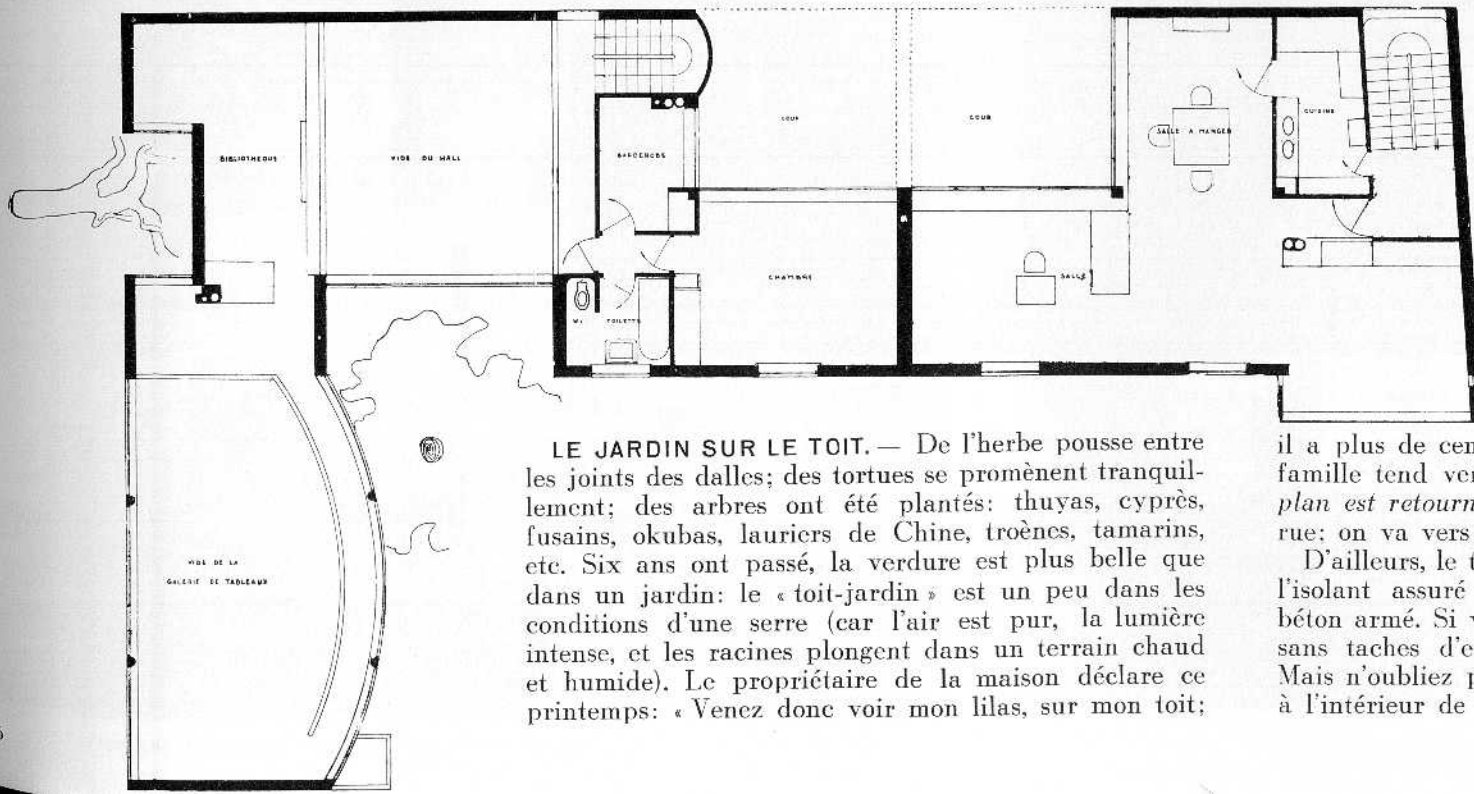 BIBLIOTHEQUE
VIDE DU HALL
COUR
COUR
SALLE A MANGER
CUISINE
CHAMBRE
SALLE
TOILETTE
VIDE DE LA
GALERIE DE TABLEAUX
LE JARDIN SUR LE TOIT. — De l'herbe pousse entre
les joints des dalles; des tortues se promènent tranquil-
lement; des arbres ont été plantés: thuyas, cyprès,
fusains, okubas, lauriers de Chine, troènes, tamarins,
etc. Six ans ont passé, la verdure est plus belle que
dans un jardin: le « toit-jardin » est un peu dans les
conditions d'une serre (car l'air est pur, la lumière
intense, et les racines plongent dans un terrain chaud
et humide). Le propriétaire de la maison déclare ce
printemps: « Venez donc voir mon lilas, sur mon toit;
il a plus de cen
famille tend ver
plan est retourn
rue; on va vers
D'ailleurs, le t
l'isolant assuré
béton armé. Si v
sans taches d'e
Mais n'oubliez p
à l'intérieur de